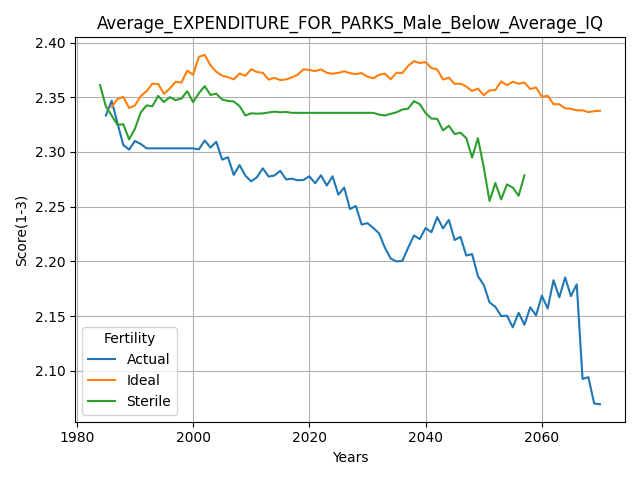 Average_EXPENDITURE_FOR_PARKS_Male_Below_Average_IQ
2.40
2.35
2.30
2.25
2.20
2.15
2.10
Score(1-3)
Fertility
Actual
Ideal
Sterile
1980 2000 2020 2040 2060
Years